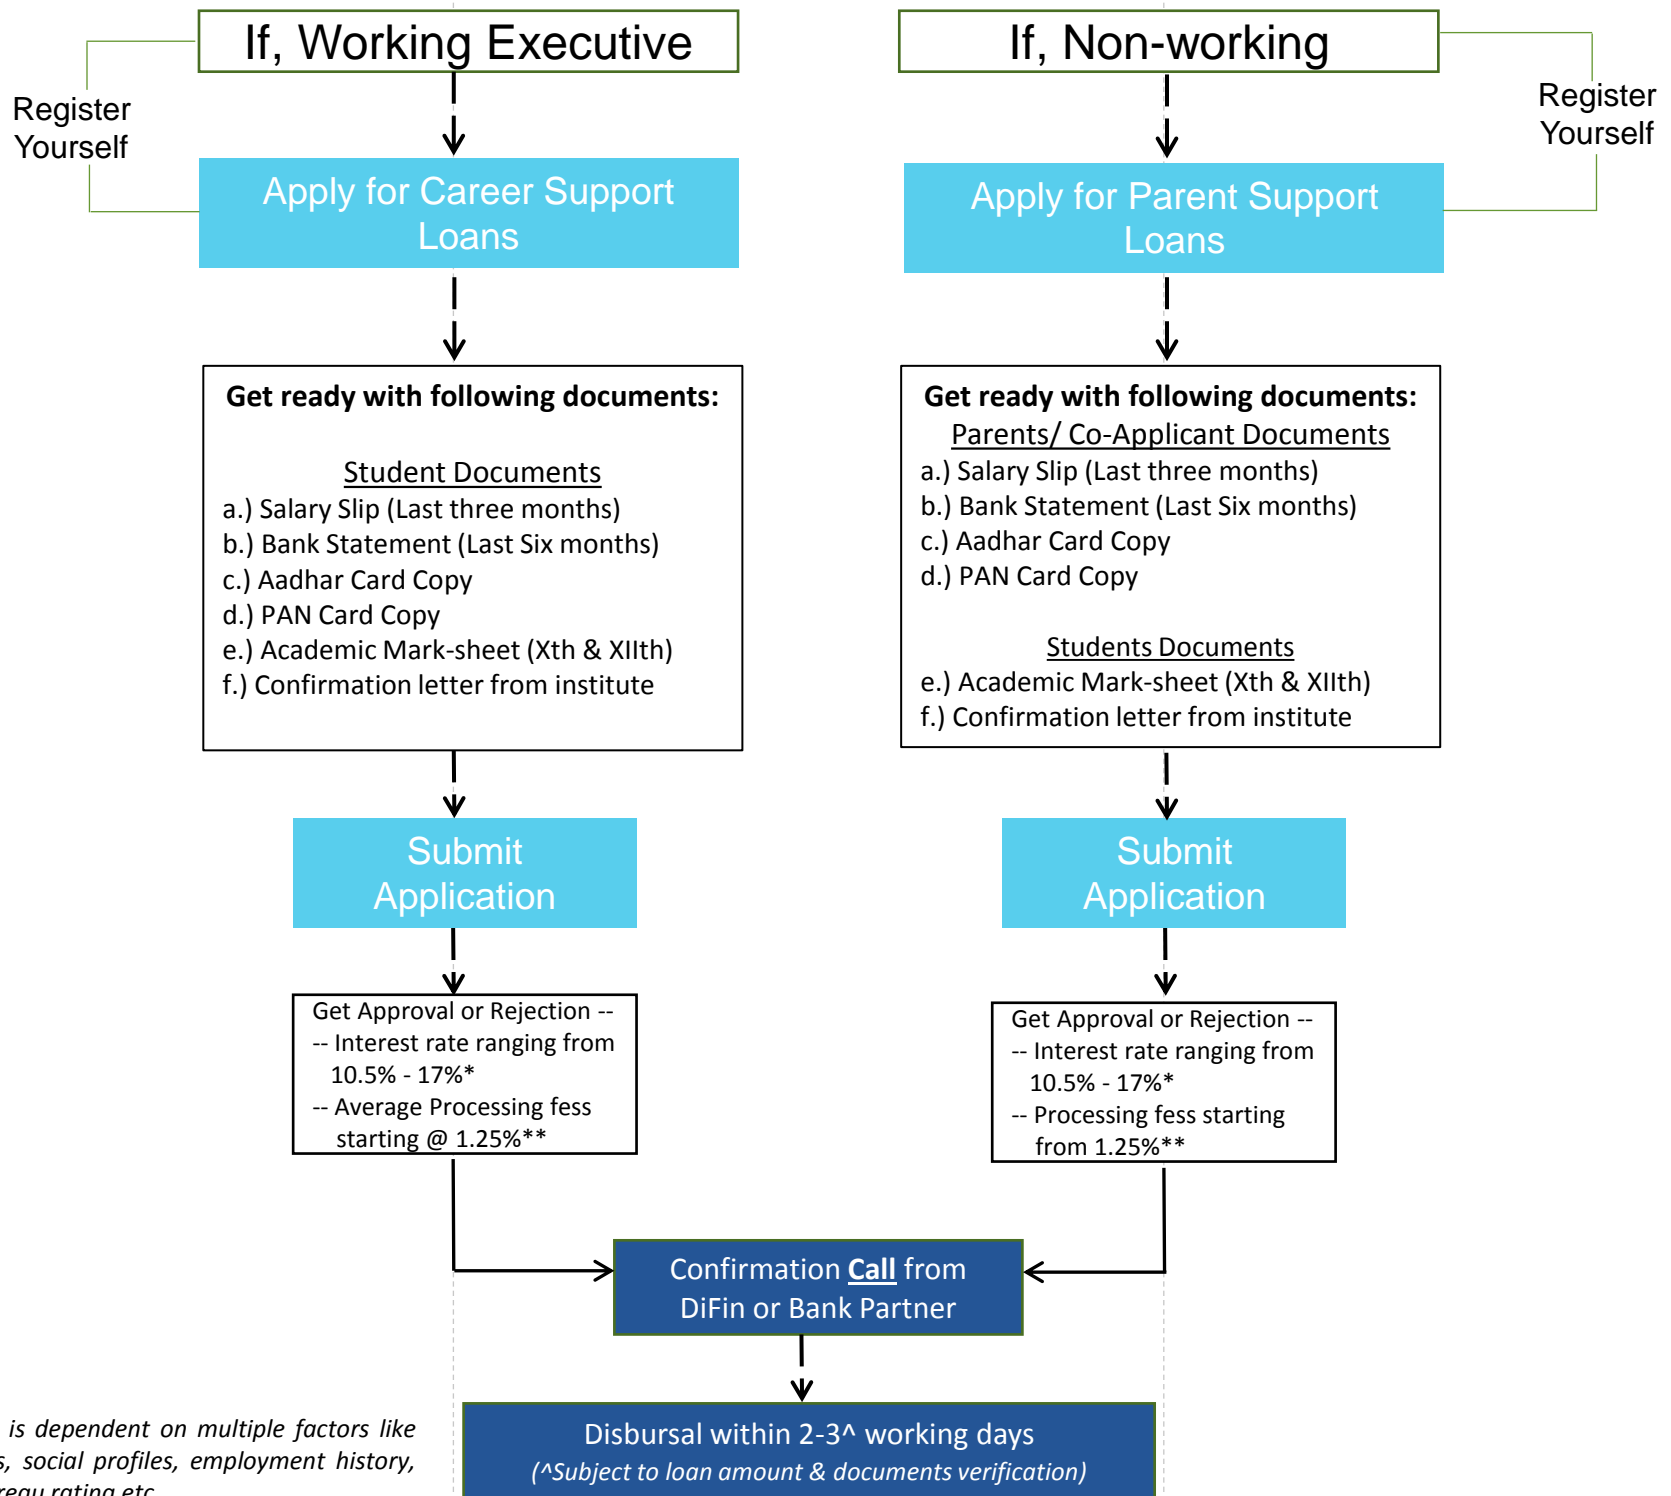 If, Working Executive
Register
Yourself
Apply for Career Support
Loans
Get ready with following documents:
Student Documents
a.) Salary Slip (Last three months)
b.) Bank Statement (Last Six months)
c.) Aadhar Card Copy
d.) PAN Card Copy
e.) Academic Mark-sheet (Xth & XIIth)
f.) Confirmation letter from institute
Submit
Application
Get Approval or Rejection --
-- Interest rate ranging from
10.5% - 17%*
-- Average Processing fess
starting @ 1.25%**
If, Non-working
Register
Yourself
Apply for Parent Support
Loans
Get ready with following documents:
Parents/ Co-Applicant Documents
a.) Salary Slip (Last three months)
b.) Bank Statement (Last Six months)
c.) Aadhar Card Copy
d.) PAN Card Copy
Students Documents
e.) Academic Mark-sheet (Xth & XIIth)
f.) Confirmation letter from institute
Submit
Application
Get Approval or Rejection --
-- Interest rate ranging from
10.5% - 17%*
-- Processing fess starting
from 1.25%**
Confirmation Call from
DiFin or Bank Partner
Disbursal within 2-3^ working days
(^Subject to loan amount & documents verification)
is dependent on multiple factors like
social profiles, employment history,
rating etc